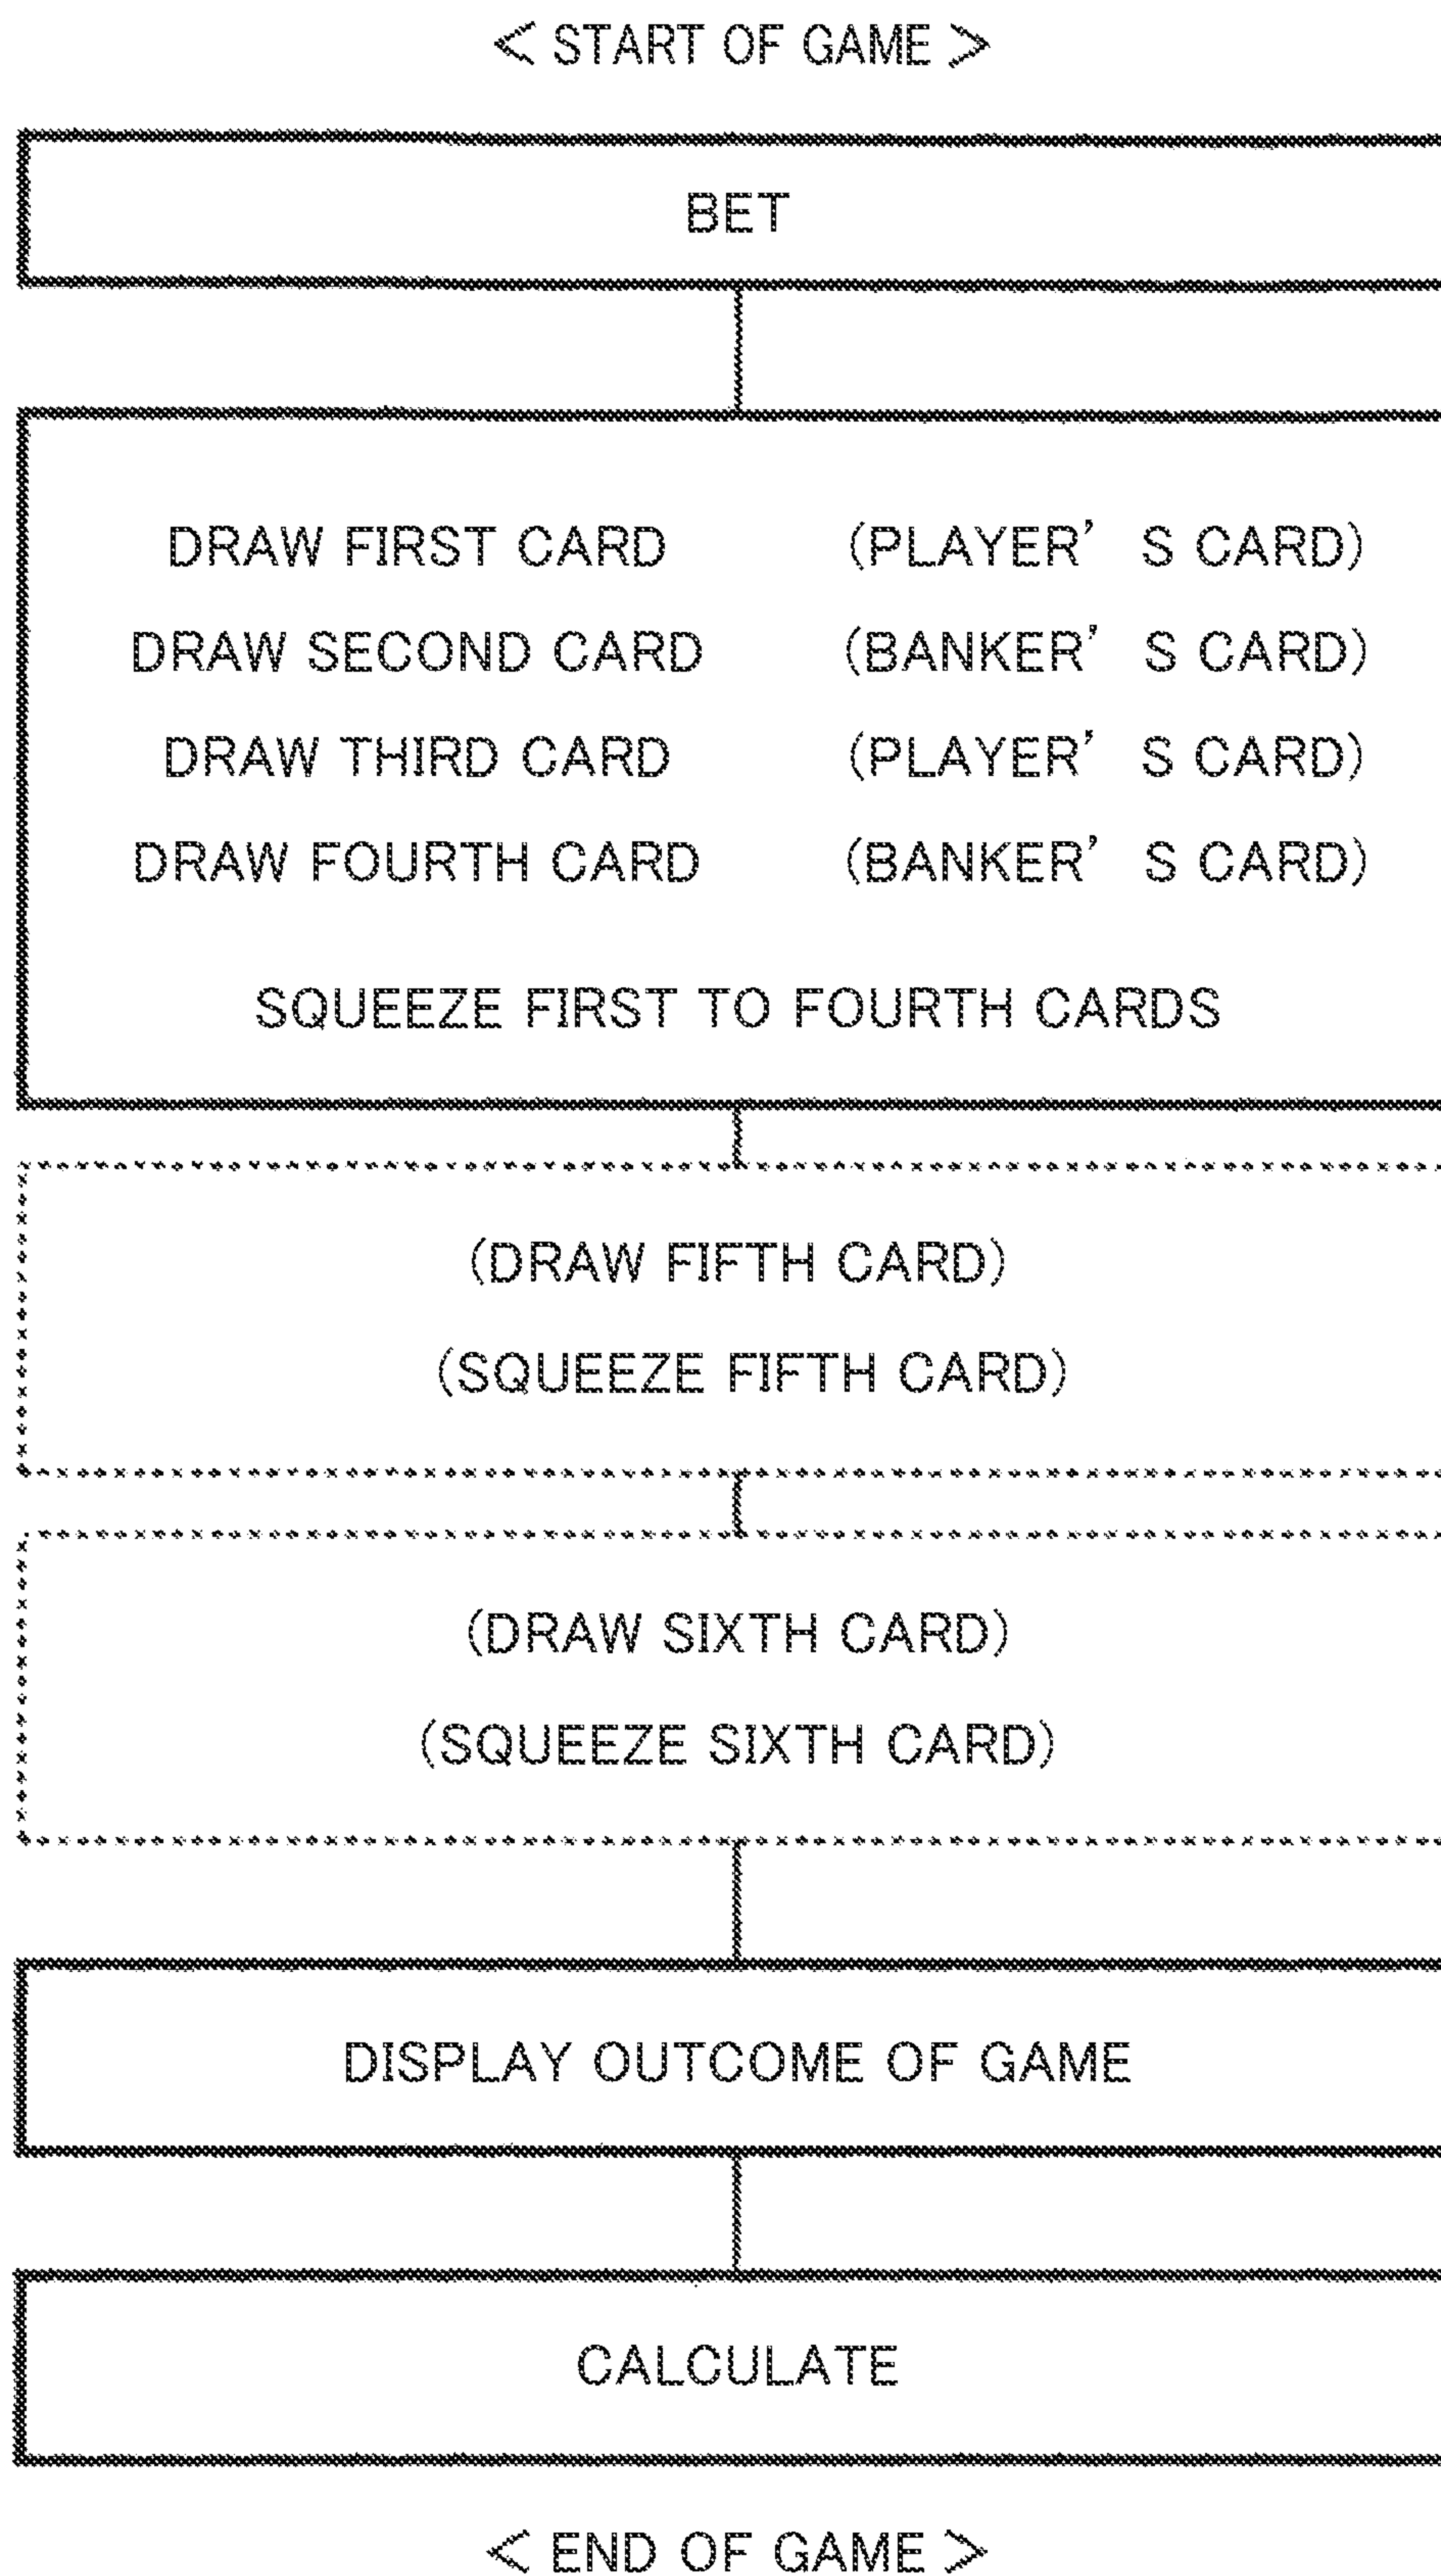 < START OF GAME >
BET
DRAW FIRST CARD (PLAYER’ S CARD)
DRAW SECOND CARD (BANKER’ S CARD)
DRAW THIRD CARD (PLAYER’ S CARD)
DRAW FOURTH CARD (BANKER’ S CARD)
SQUEEZE FIRST TO FOURTH CARDS
(DRAW FIFTH CARD)
(SQUEEZE FIFTH CARD)
(DRAW SIXTH CARD)
(SQUEEZE SIXTH CARD)
DISPLAY OUTCOME OF GAME
CALCULATE
< END OF GAME >